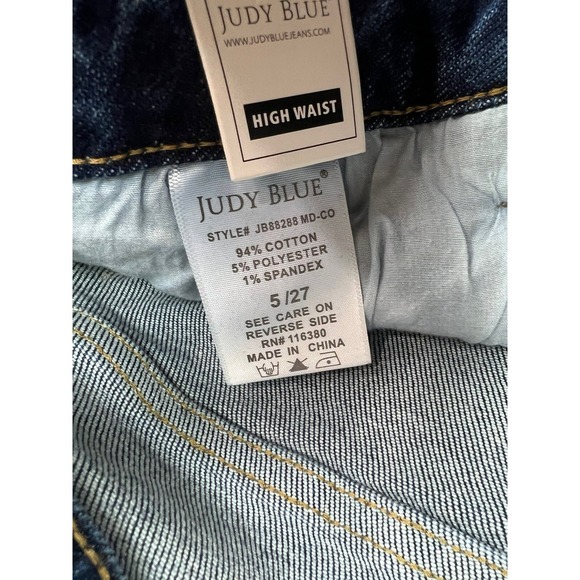 JUDY BLUE
WWW.JUDYBLUEJEANS.COM
HIGH WAIST
JUDY BLUE®
STYLE# JB88288 MD-CO
94% COTTON
5% POLYESTER
1% SPANDEX
5 /27
SEE CARE ON
REVERSE SIDE
RN# 116380
MADE IN CHINA